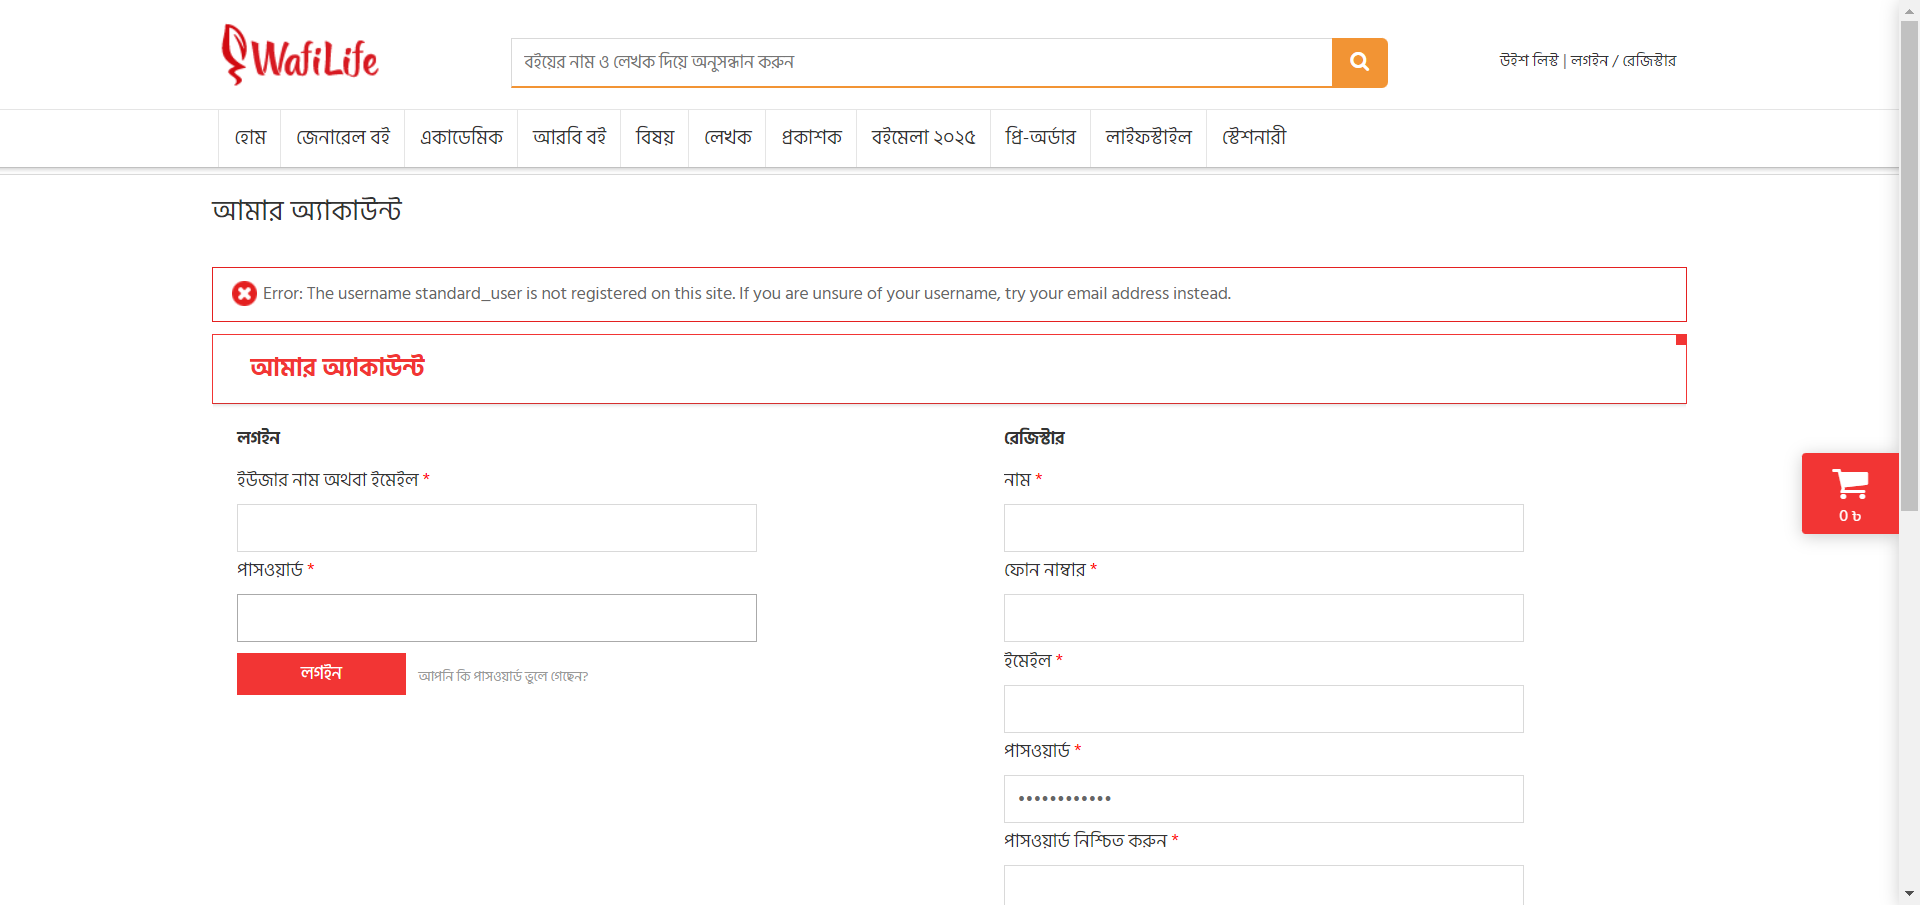 WafiLife
বইয়ের নাম ও লেখক দিয়ে অনুসন্ধান করুন
উইশ লিস্ট | লগইন / রেজিস্টার
হোম জেনারেল বই একাডেমিক আরবি বই বিষয় লেখক প্রকাশক বইমেলা ২০২৫ প্রি-অর্ডার লাইফস্টাইল স্টেশনারী
আমার অ্যাকাউন্ট
Error: The username standard_user is not registered on this site. If you are unsure of your username, try your email address instead.
আমার অ্যাকাউন্ট
লগইন
ইউজার নাম অথবা ইমেইল *
পাসওয়ার্ড *
লগইন
আপনি কি পাসওয়ার্ড ভুলে গেছেন?
রেজিস্টার
নাম *
ফোন নাম্বার *
ইমেইল *
পাসওয়ার্ড *
••••••••••••
পাসওয়ার্ড নিশ্চিত করুন *
0 ৳